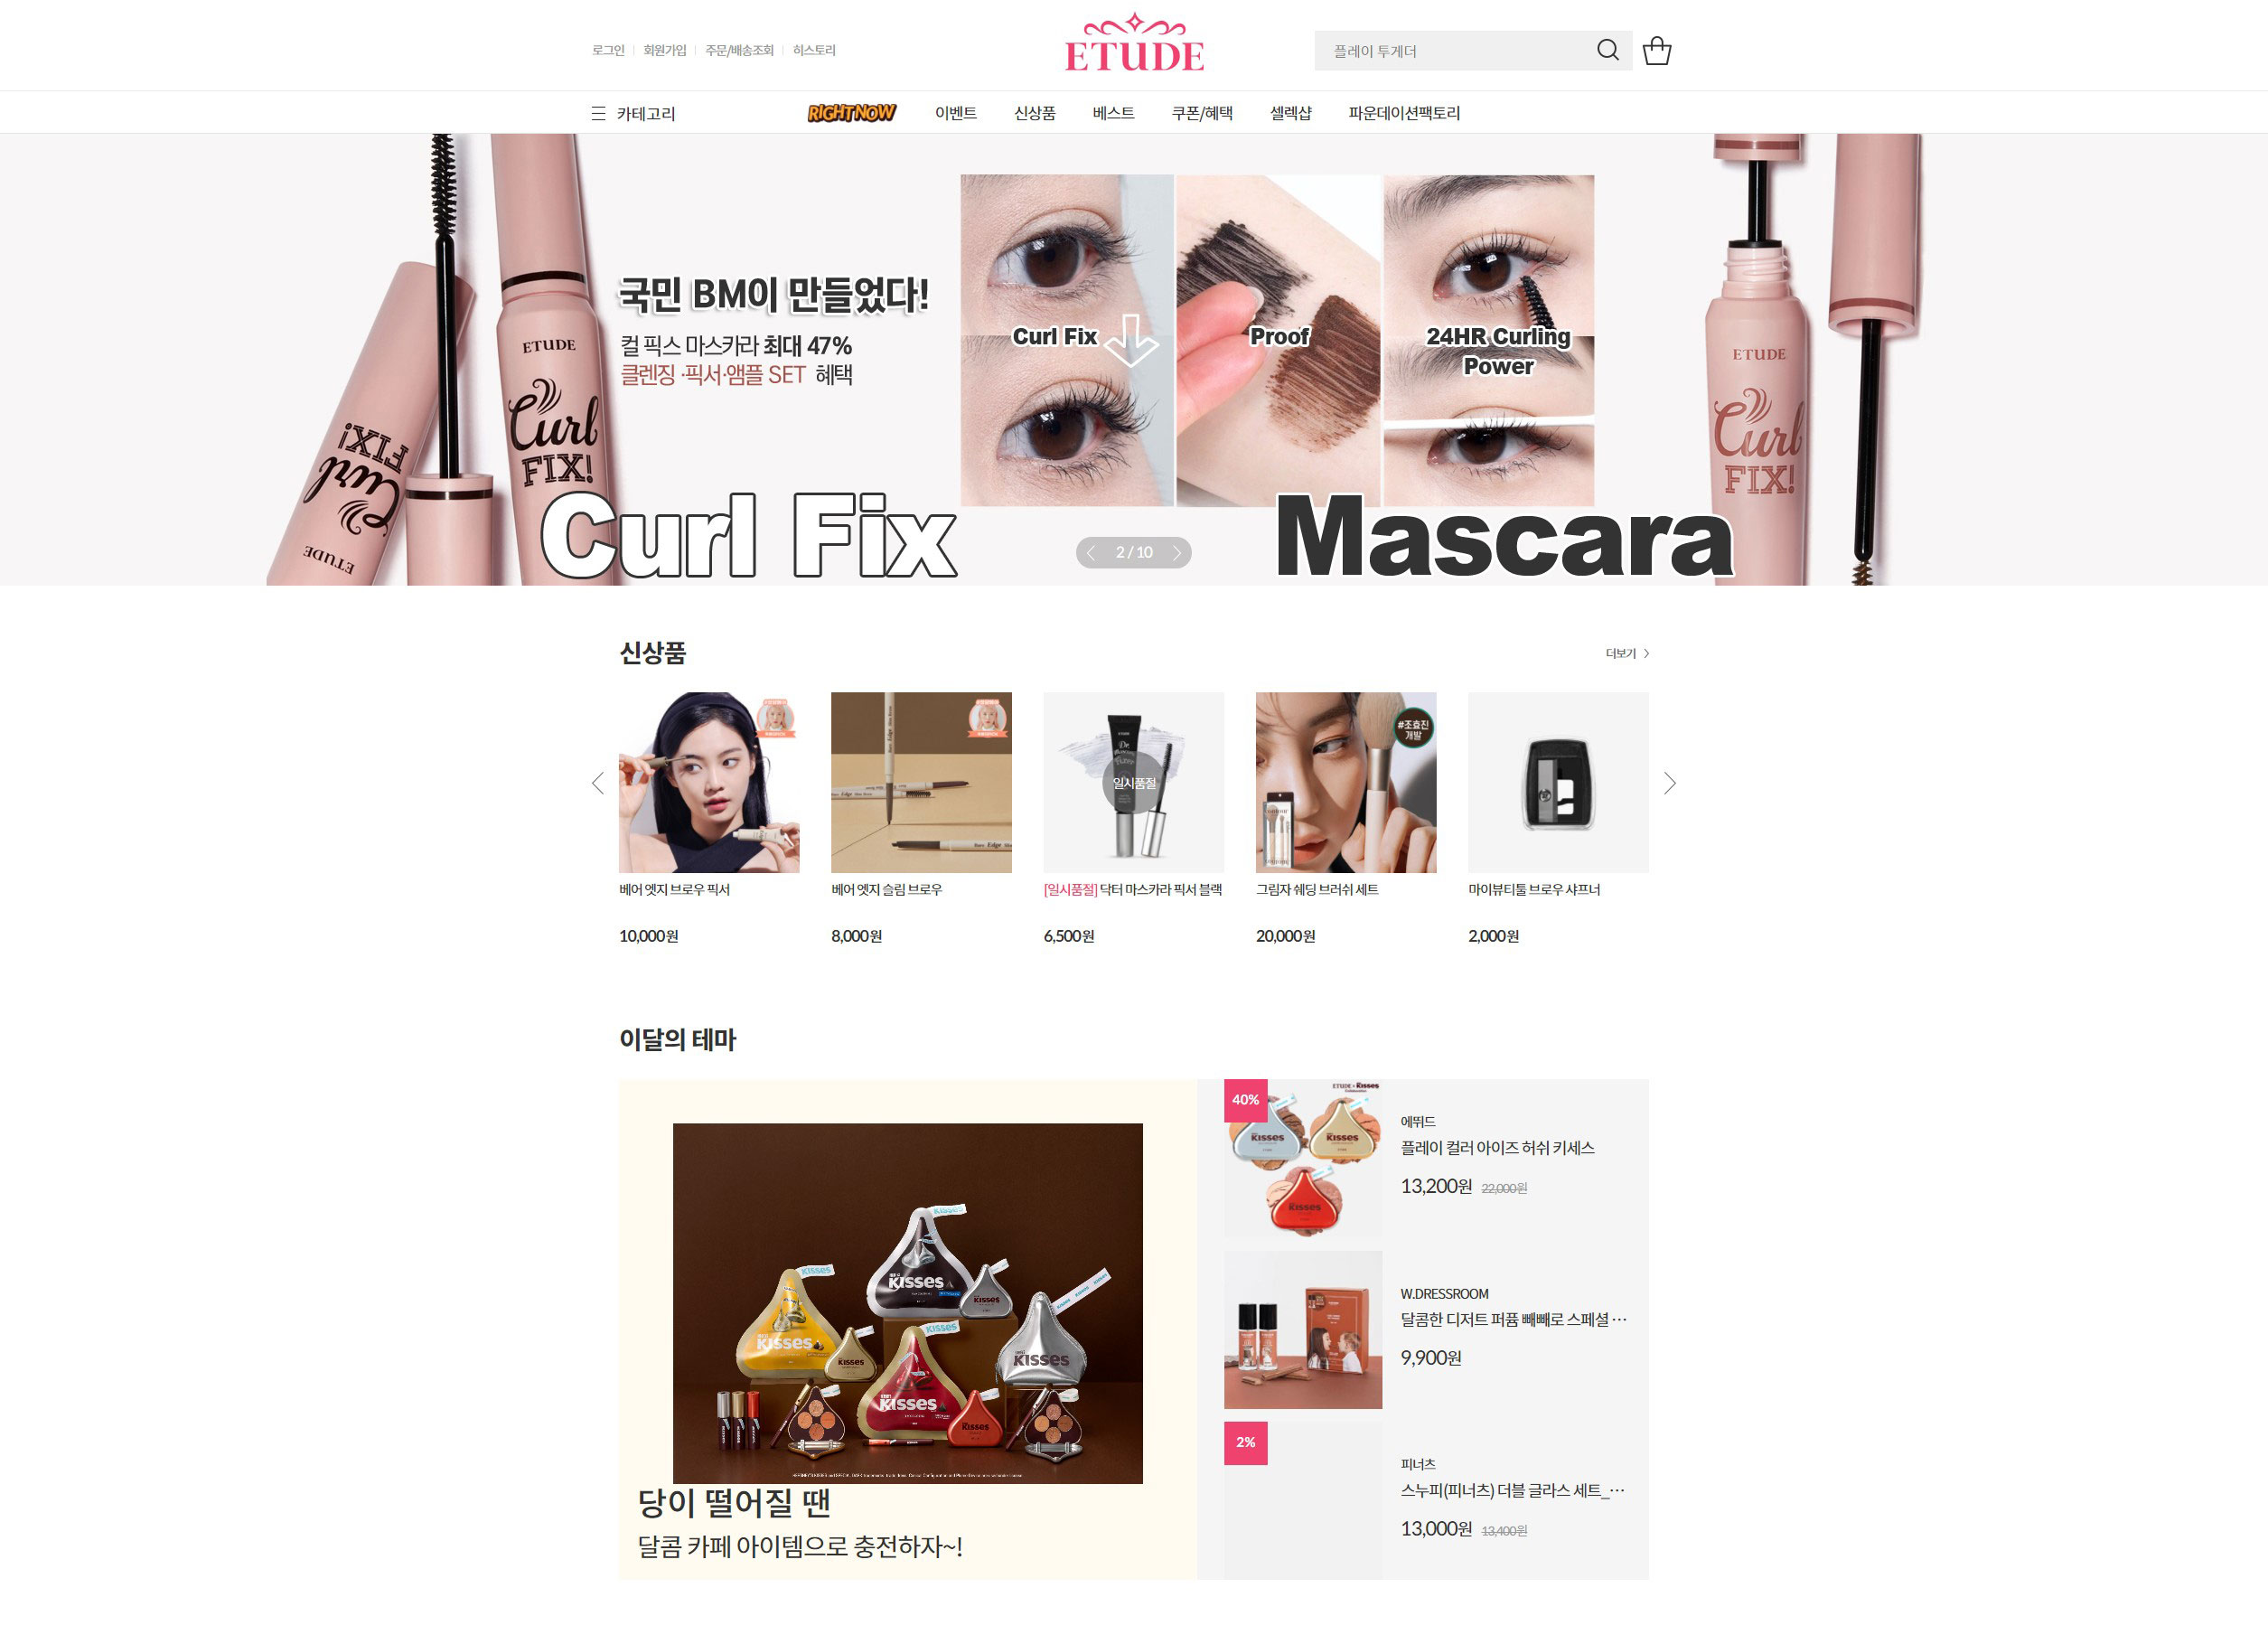 로그인
회원가입
주문/배송조회
히스토리
ETUDE
플레이 투게더
카테고리
RIGHT NOW
이벤트
신상품
베스트
쿠폰/혜택
셀렉샵
파운데이션팩토리
국민 BM이 만들었다!
컬 픽스 마스카라 최대 47%
클렌징 ·픽서·앰플 SET 혜택
Curl Fix
Proof
24HR Curling
Power
ETUDE
Curl
FIX!
ETUDE
Curl
FIX!
ETUDE
Curl
FIX!
Curl Fix
Mascara
2 / 10
신상품
더보기
#조효진
개발
일시품절
베어 엣지 브로우 픽서
10,000원
베어 엣지 슬림 브로우
8,000원
[일시품절] 닥터 마스카라 픽서 블랙
6,500원
그림자 쉐딩 브러쉬 세트
20,000원
마이뷰티툴 브로우 샤프너
2,000원
이달의 테마
KISSES
KISSES
KISSES
KISSES
KISSES
KISSES
KISSES
KISSES
KISSES
KISSES
당이 떨어질 땐
달콤 카페 아이템으로 충전하자~!
40%
ETUDE × KISSES
KISSES
KISSES
KISSES
에뛰드
플레이 컬러 아이즈 허쉬 키세스
13,200원 22,000원
W.DRESSROOM
달콤한 디저트 퍼퓸 빼빼로 스페셜 ···
9,900원
2%
피너츠
스누피(피너츠) 더블 글라스 세트_···
13,000원 13,400원